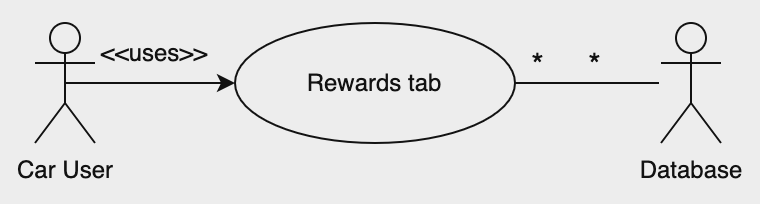 <<uses>>
* *
Rewards tab
Car User
Database